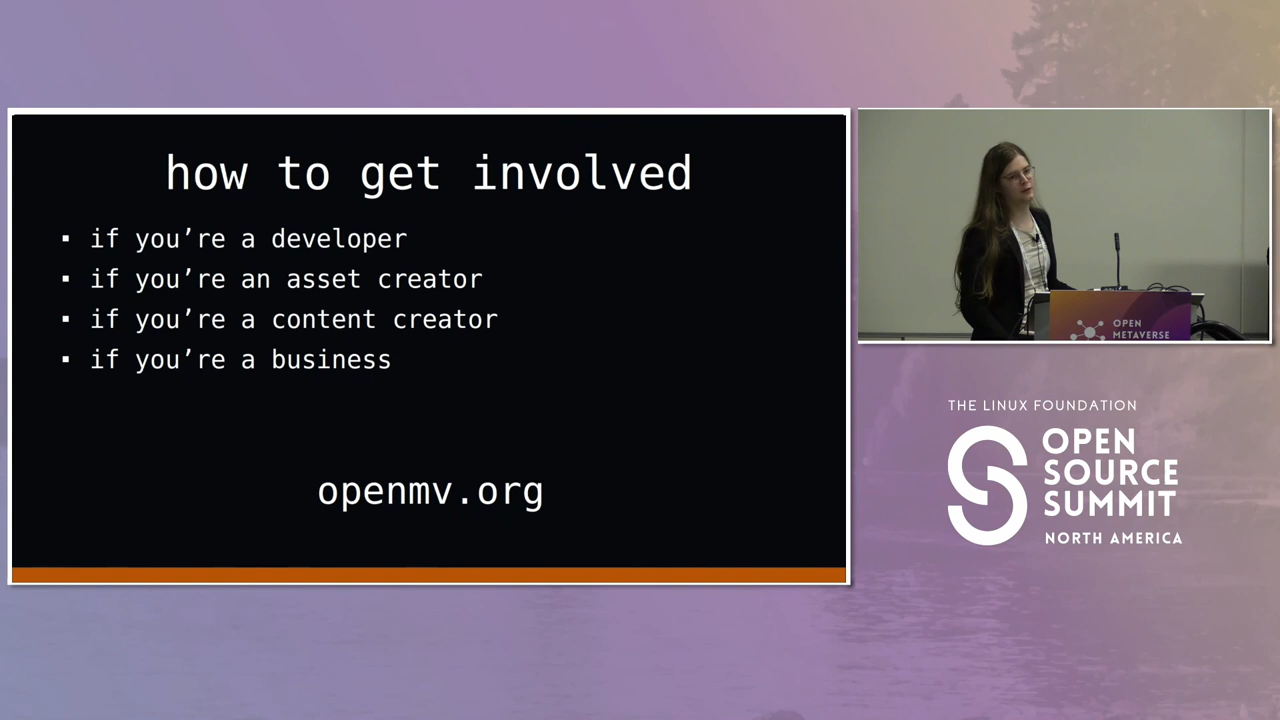 how to get involved
▪ if you’re a developer
▪ if you’re an asset creator
▪ if you’re a content creator
▪ if you’re a business
openmv.org
OPEN
METAVERSE
THE LINUX FOUNDATION
OPEN
SOURCE
SUMMIT
NORTH AMERICA